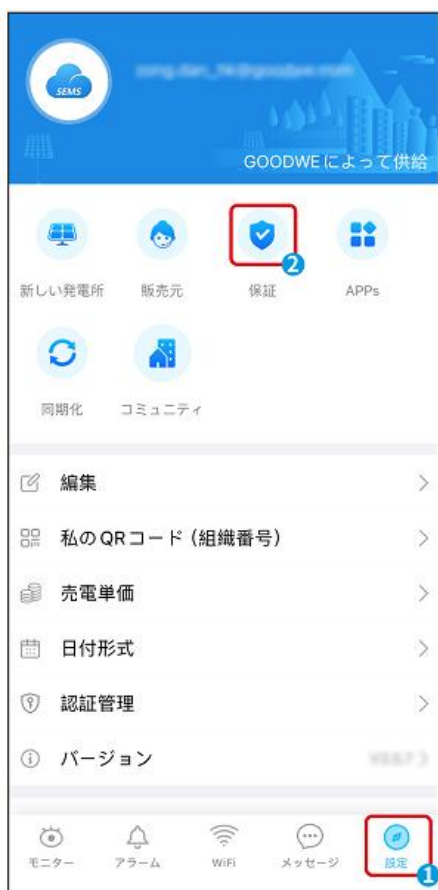 SEMS
GOODWEによって供給
2
新しい発電所 販売元 保証 APPs
同期化 コミュニティ
編集
私のQRコード（組織番号）
売電単価
日付形式
認証管理
バージョン
モニター アラーム WiFi メッセージ 設定
1